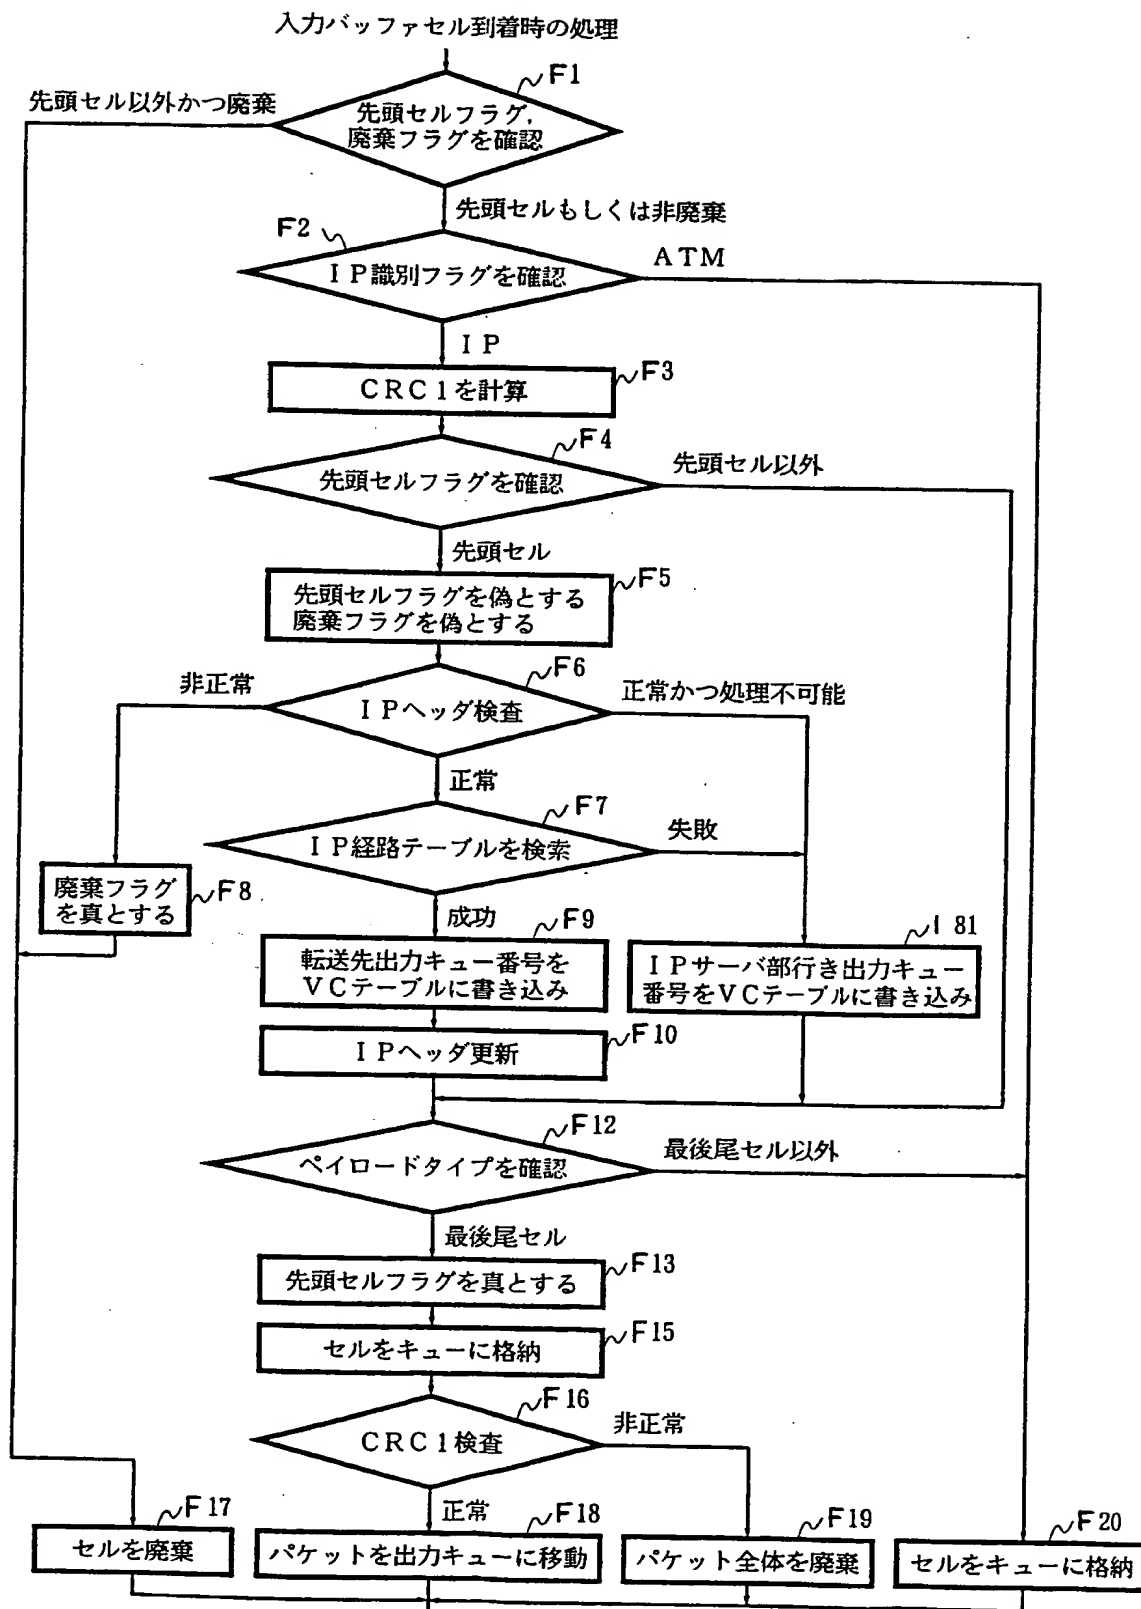 入力バッファセル到着時の処理
F1
先頭セル以外かつ廃棄
先頭セルフラグ,
廃棄フラグを確認
先頭セルもしくは非廃棄
F2
IP識別フラグを確認
ATM
IP
CRC1を計算
F3
F4
先頭セルフラグを確認
先頭セル以外
先頭セル
F5
先頭セルフラグを偽とする
廃棄フラグを偽とする
F6
非正常
IPヘッダ検査
正常かつ処理不可能
正常
F7
IP経路テーブルを検索
失敗
廃棄フラグ
を真とする
F8
成功
F9
転送先出力キュー番号を
VCテーブルに書き込み
81
IPサーバ部行き出力キュー
番号をVCテーブルに書き込み
IPヘッダ更新
F10
F12
ペイロードタイプを確認
最後尾セル以外
最後尾セル
先頭セルフラグを真とする
F13
セルをキューに格納
F15
F16
CRC1検査
非正常
正常
F17
セルを廃棄
F18
パケットを出力キューに移動
F19
パケット全体を廃棄
F20
セルをキューに格納